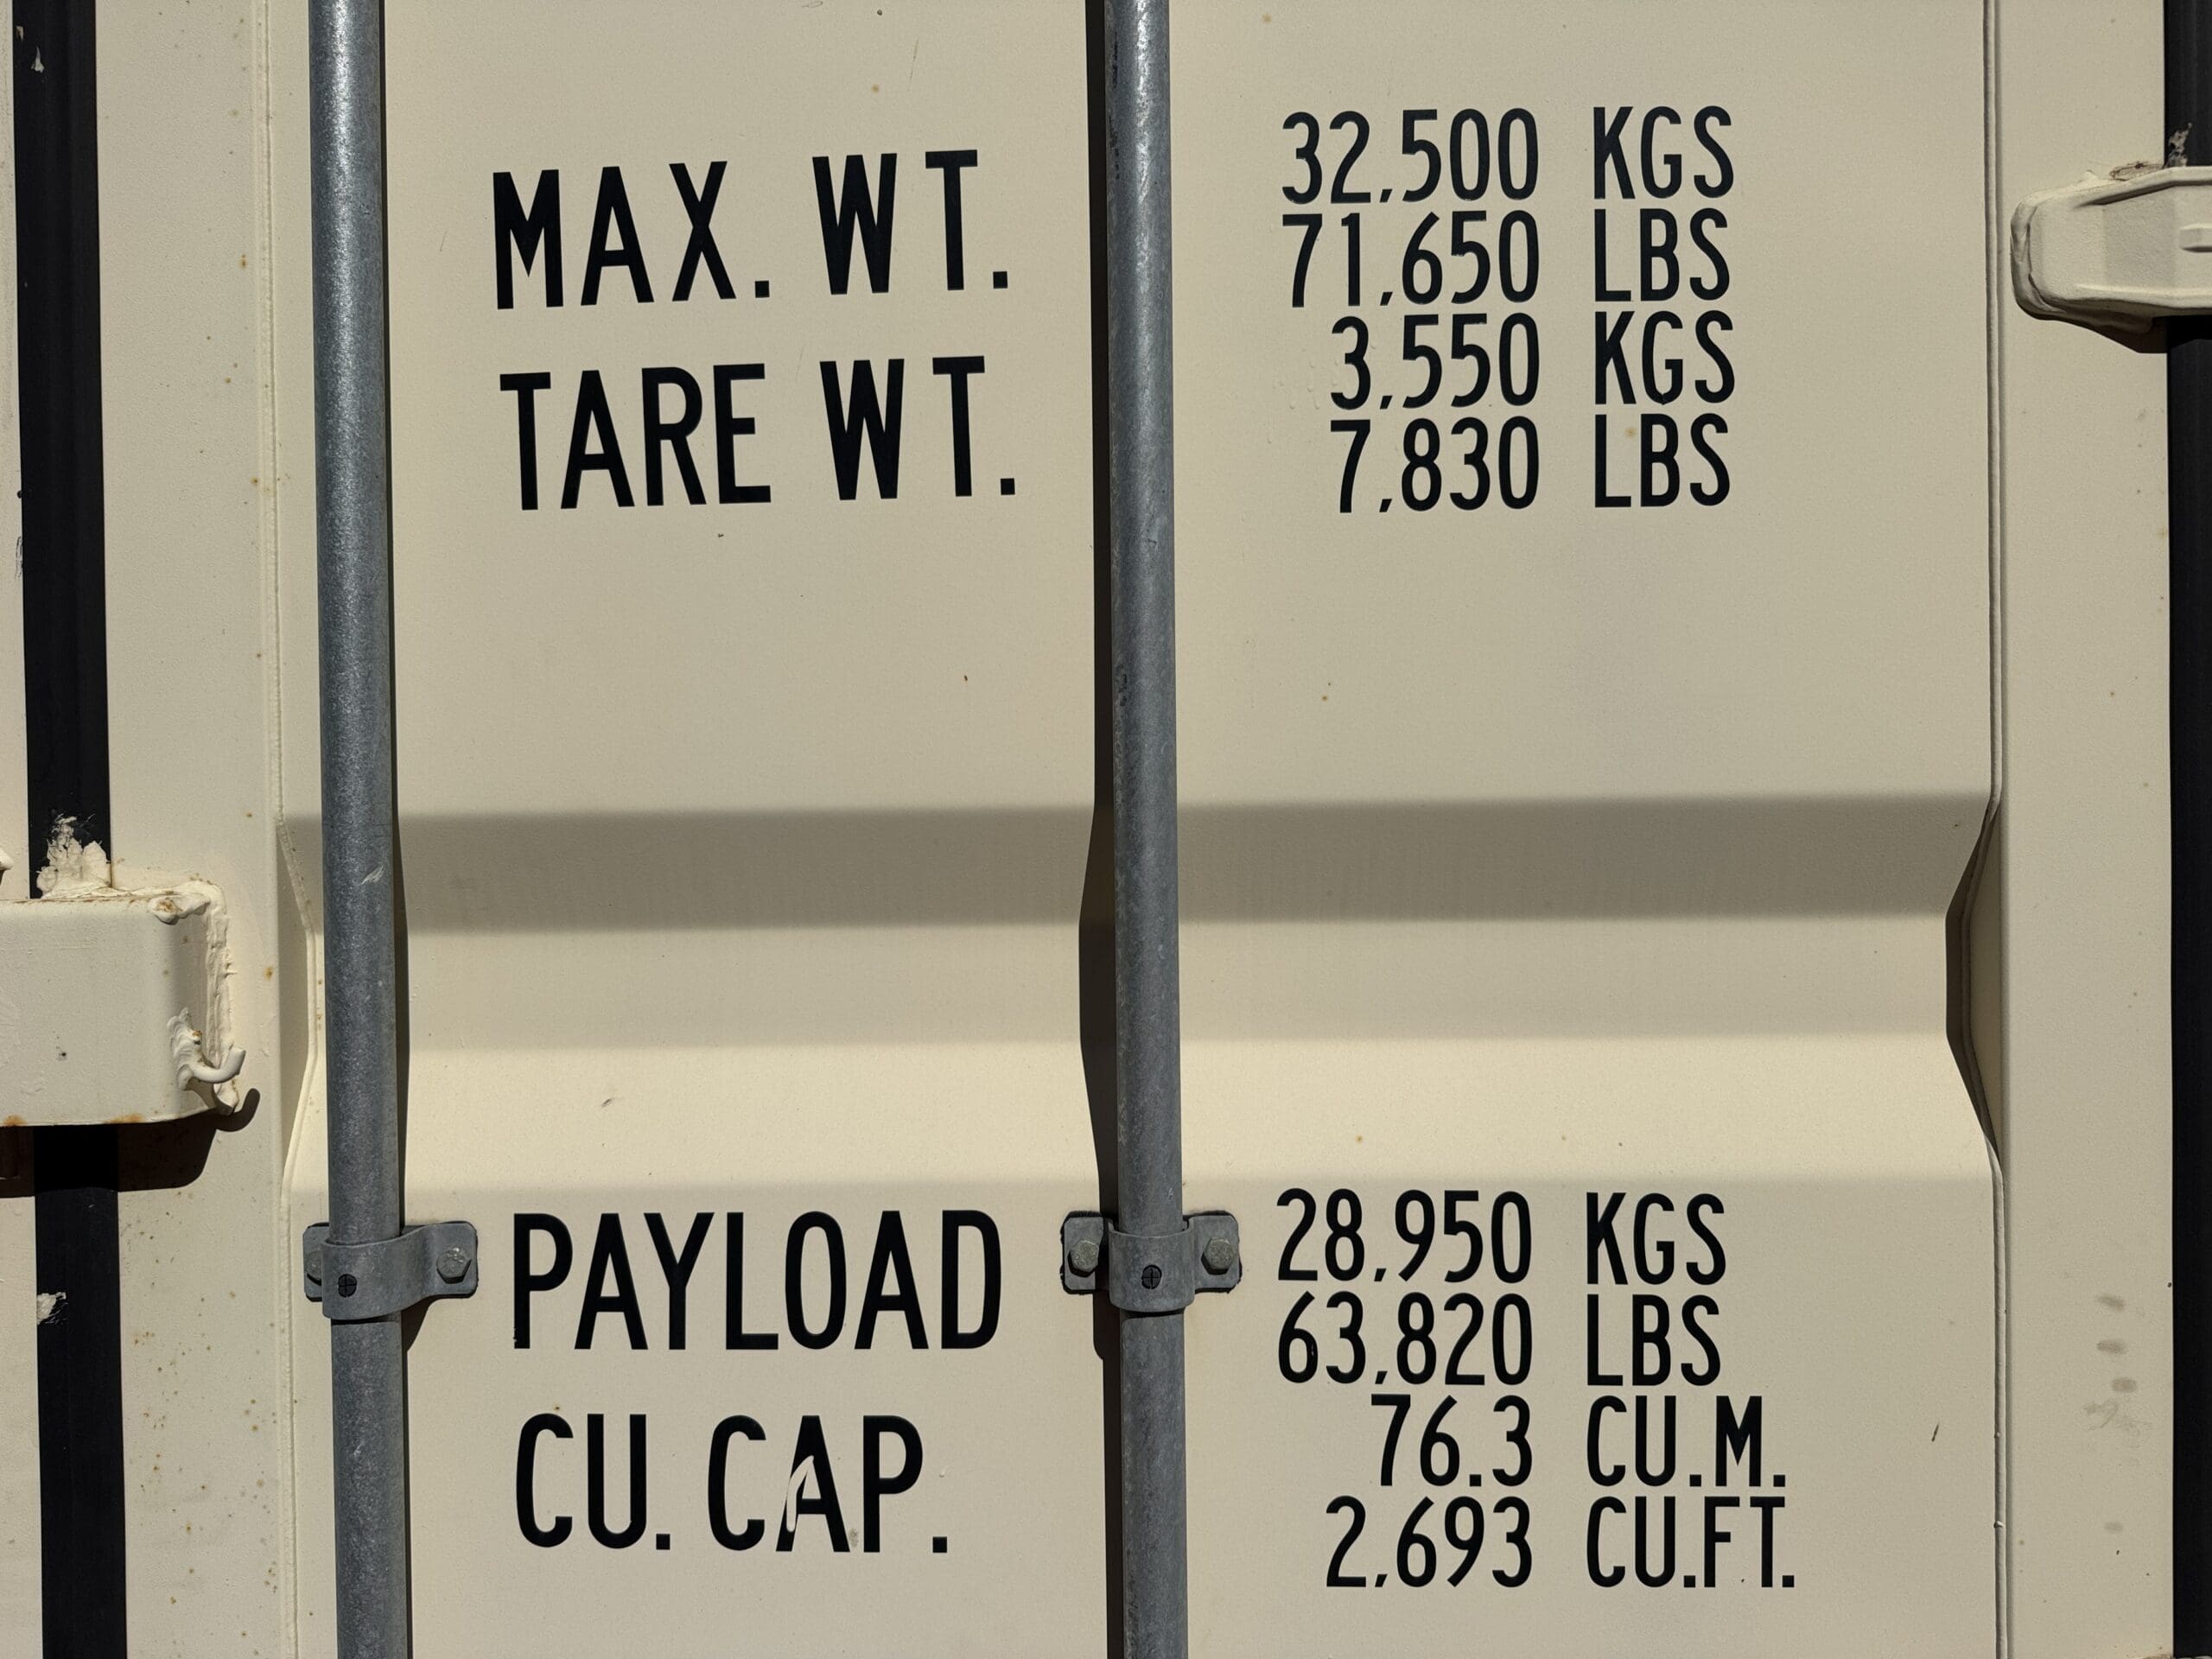 MAX. WT.
32,500 KGS
71,650 LBS
TARE WT.
3,550 KGS
7,830 LBS
PAYLOAD
28,950 KGS
63,820 LBS
CU. CAP.
76.3 CU.M.
2,693 CU.FT.